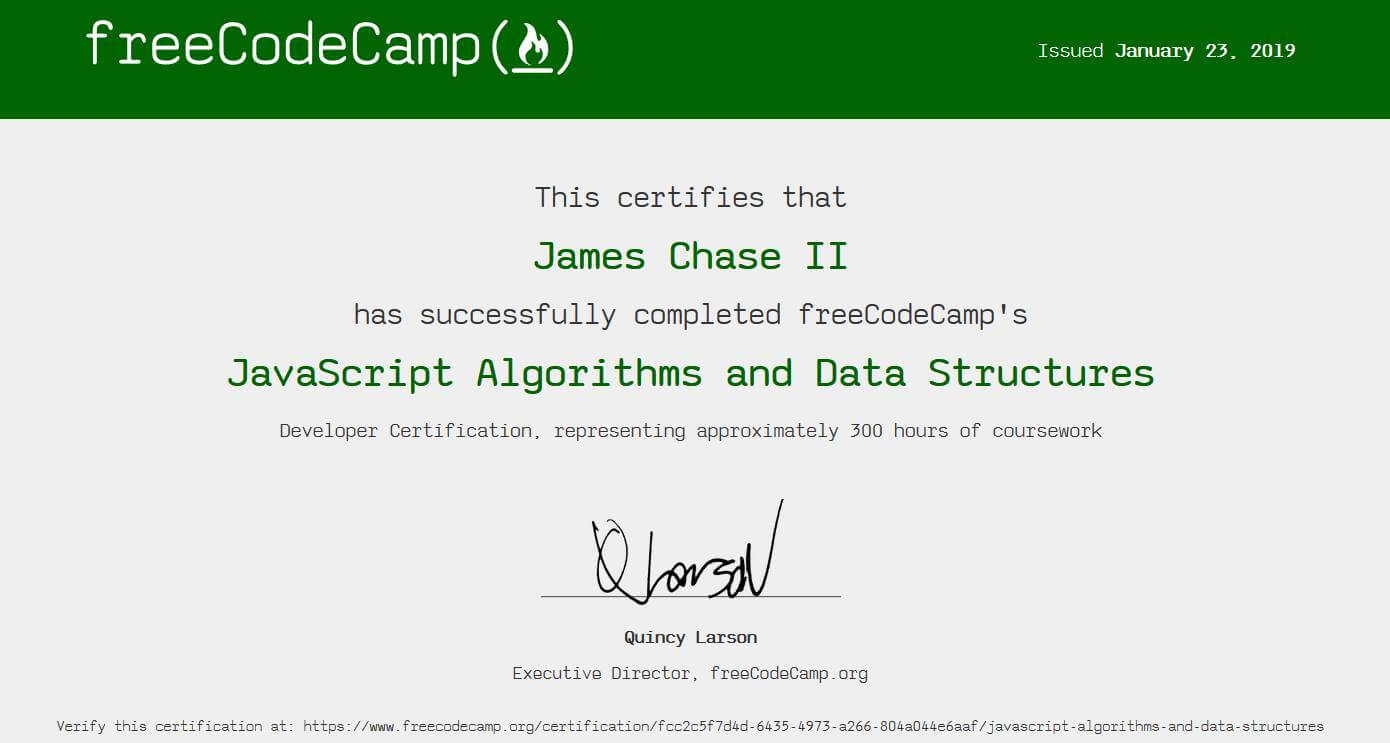 freeCodeCamp()
Issued January 23, 2019
This certifies that
James Chase II
has successfully completed freeCodeCamp's
JavaScript Algorithms and Data Structures
Developer Certification, representing approximately 300 hours of coursework
QLarson
Quincy Larson
Executive Director, freeCodeCamp.org
Verify this certification at: https://www.freecodecamp.org/certification/fcc2c5f7d4d-6435-4973-a266-804a044e6aaf/javascript-algorithms-and-data-structures